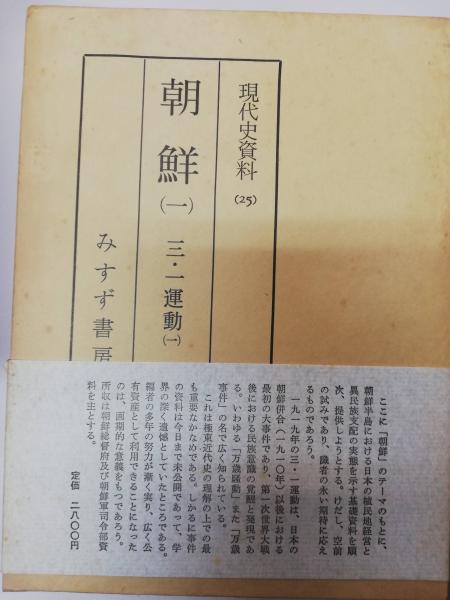 現代史資料 (25)
朝鮮 (一) 三・一運動 (一)
みすず書房
ここに「朝鮮」のテーマのもとに、
朝鮮半島における日本の植民地経営と
異民族支配の実態を示す基礎資料を順
次、提供しようとする。けだし、空前
の試みであり、識者の永い期待に応え
るものであろう。
一九一九年の三・一運動は、日本の
朝鮮併合（一九一〇年）以後における
最初の大事件であり、第一次世界大戦
後における民族意識の覚醒と発現であ
る。いわゆる「万歳騒動」また「万歳
事件」の名で広く知られている。
これは極東近代史の理解の上での最
も重要なかなめである。しかるに事件
の資料は今日まで未公開であって、学
界の深く遺憾としていたところである。
編者の多年の努力が漸く実り、広く公
有資産として利用できることになった
のは、画期的な意義をもつであろう。
所収は朝鮮総督府及び朝鮮軍司令部資
料を主とする。
定価 二八〇〇円